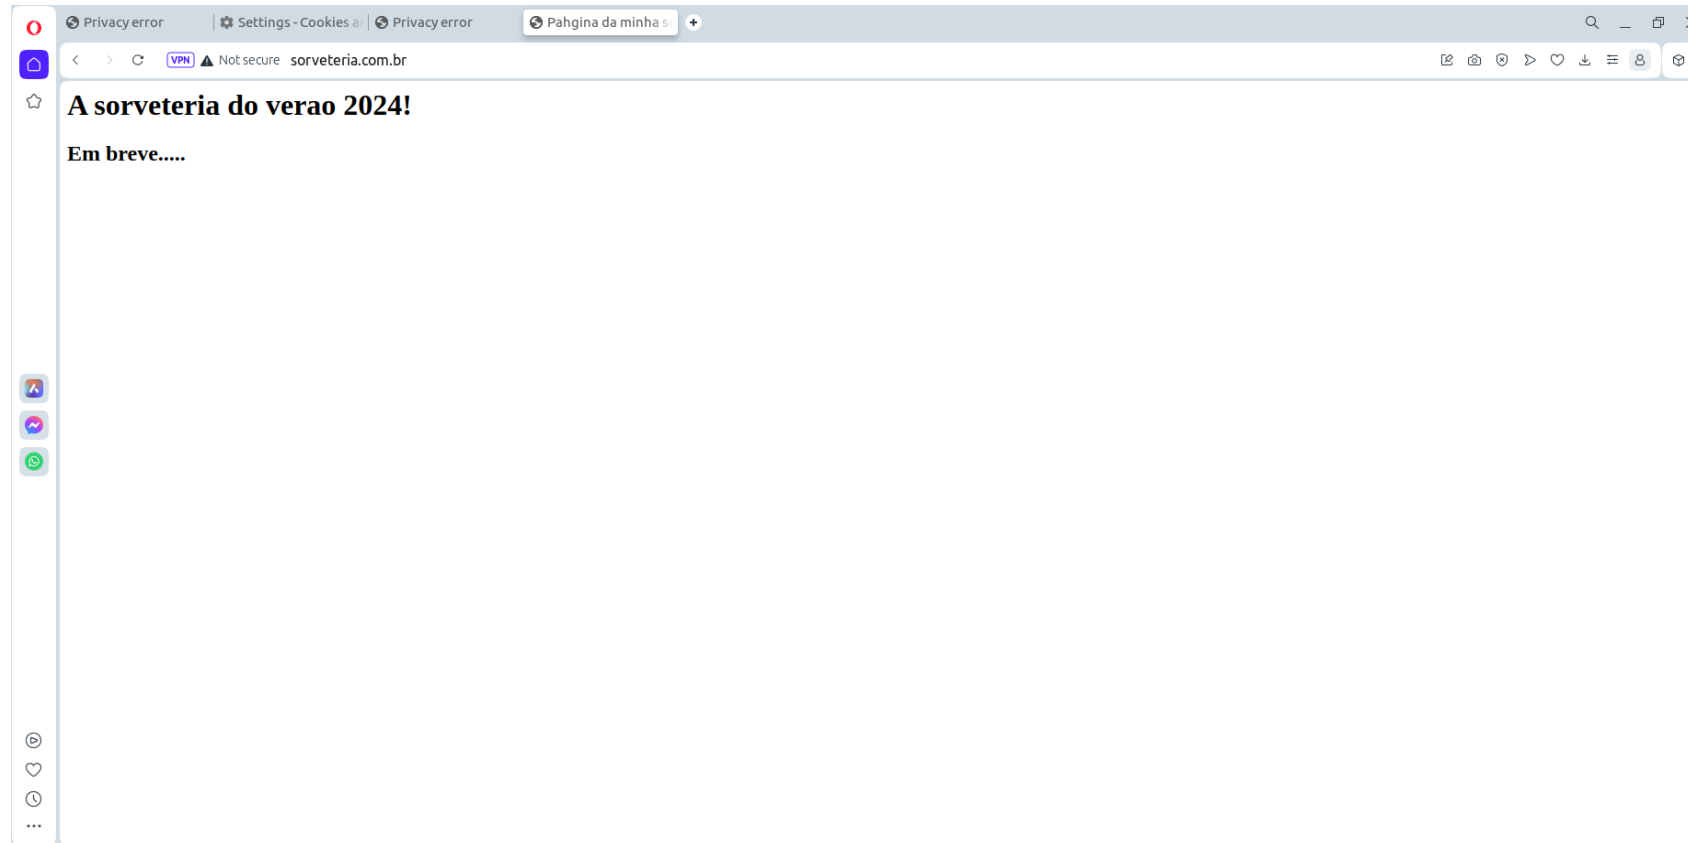 Privacy error
Settings - Cookies a
Privacy error
Pahgina da minha s
VPN
Not secure
sorveteria.com.br
A sorveteria do verao 2024!
Em breve.....